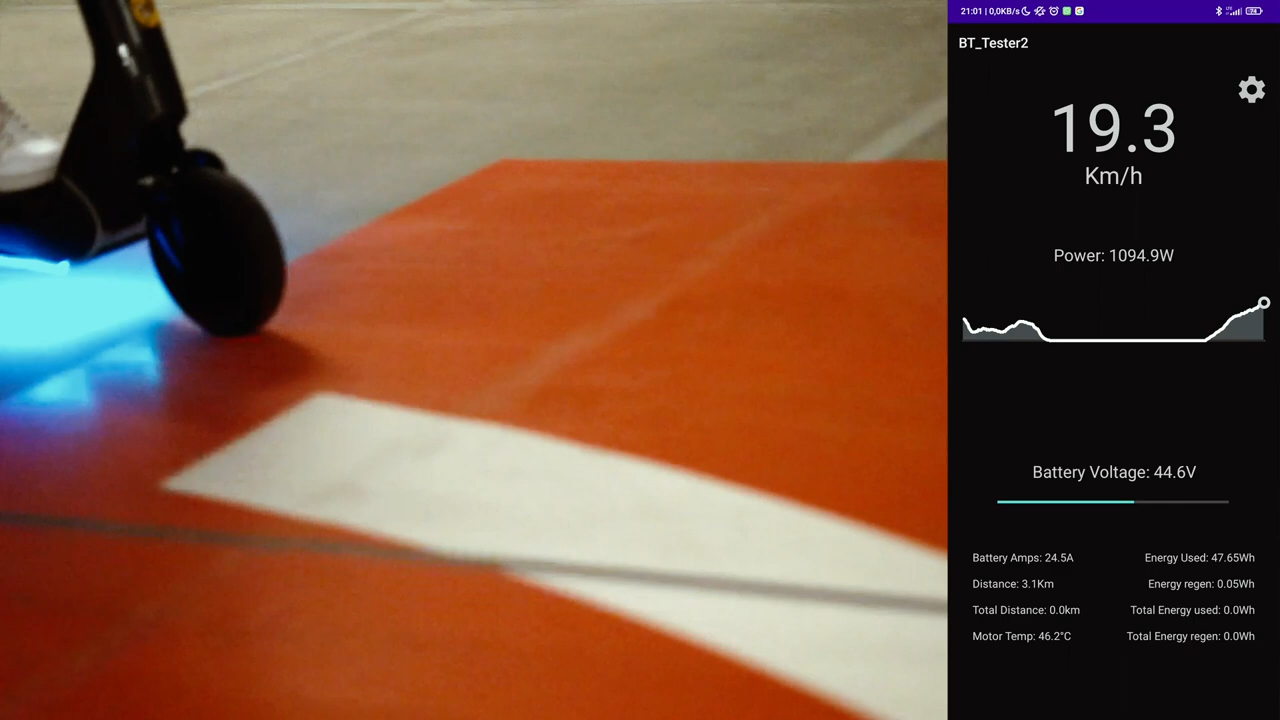 21:01 | 0,0KB/s
74
BT_Tester2
19.3
Km/h
Power: 1094.9W
Battery Voltage: 44.6V
Battery Amps: 24.5A
Energy Used: 47.65Wh
Distance: 3.1Km
Energy regen: 0.05Wh
Total Distance: 0.0km
Total Energy used: 0.0Wh
Motor Temp: 46.2°C
Total Energy regen: 0.0Wh